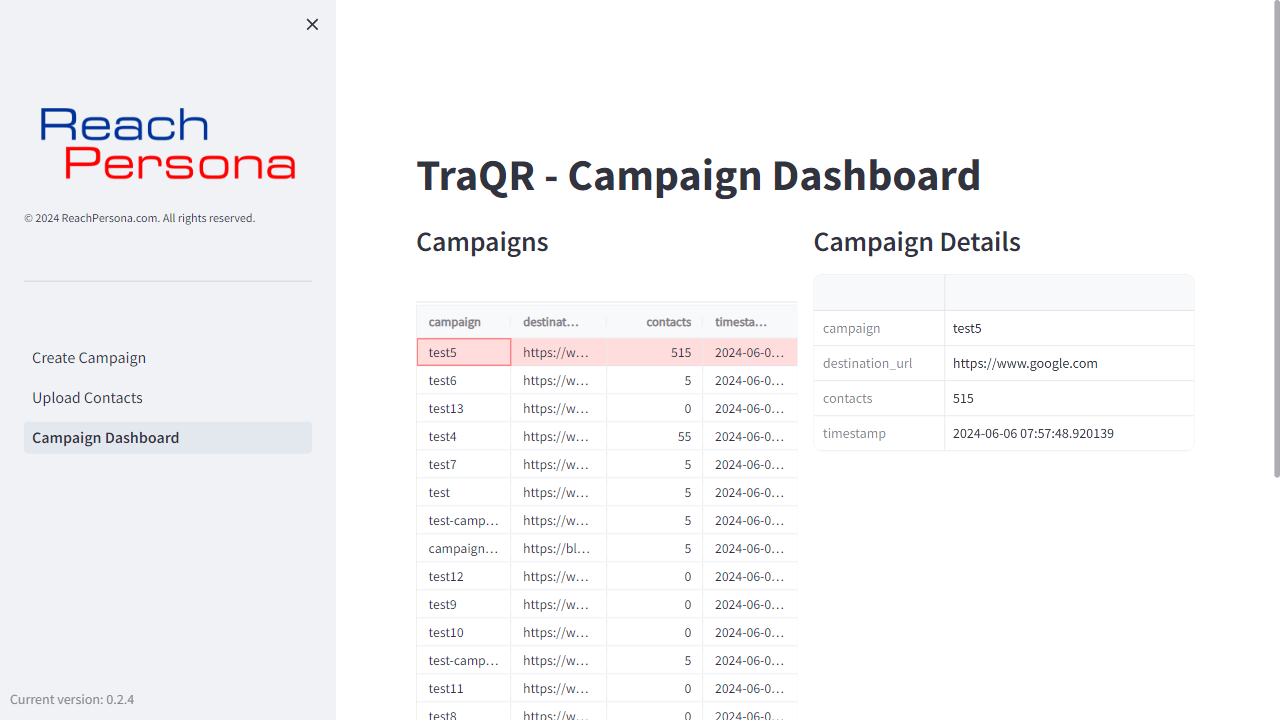 Reach
Persona
© 2024 ReachPersona.com. All rights reserved.
Create Campaign
Upload Contacts
Campaign Dashboard
Current version: 0.2.4
TraQR - Campaign Dashboard
Campaigns
campaign destinat… contacts timesta…
test5 https://w… 515 2024-06-0…
test6 https://w… 5 2024-06-0…
test13 https://w… 0 2024-06-0…
test4 https://w… 55 2024-06-0…
test7 https://w… 5 2024-06-0…
test https://w… 5 2024-06-0…
test-camp… https://w… 5 2024-06-0…
campaign… https://bl… 5 2024-06-0…
test12 https://w… 0 2024-06-0…
test9 https://w… 0 2024-06-0…
test10 https://w… 0 2024-06-0…
test-camp… https://w… 5 2024-06-0…
test11 https://w… 0 2024-06-0…
test8 https://w… 0 2024-06-0…
Campaign Details
campaign test5
destination_url https://www.google.com
contacts 515
timestamp 2024-06-06 07:57:48.920139